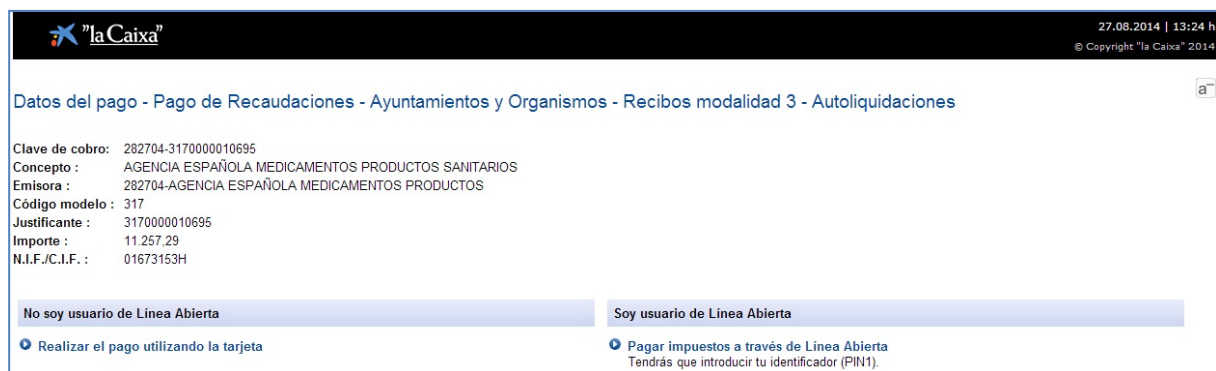 "la Caixa"
27.08.2014 | 13:24 h
© Copyright "la Caixa" 2014
a⁻
Datos del pago - Pago de Recaudaciones - Ayuntamientos y Organismos - Recibos modalidad 3 - Autoliquidaciones
Clave de cobro: 282704-3170000010695
Concepto : AGENCIA ESPAÑOLA MEDICAMENTOS PRODUCTOS SANITARIOS
Emisora : 282704-AGENCIA ESPAÑOLA MEDICAMENTOS PRODUCTOS
Código modelo : 317
Justificante : 3170000010695
Importe : 11.257,29
N.I.F./C.I.F. : 01673153H
No soy usuario de Línea Abierta
Realizar el pago utilizando la tarjeta
Soy usuario de Línea Abierta
Pagar impuestos a través de Línea Abierta
Tendrás que introducir tu identificador (PIN1).